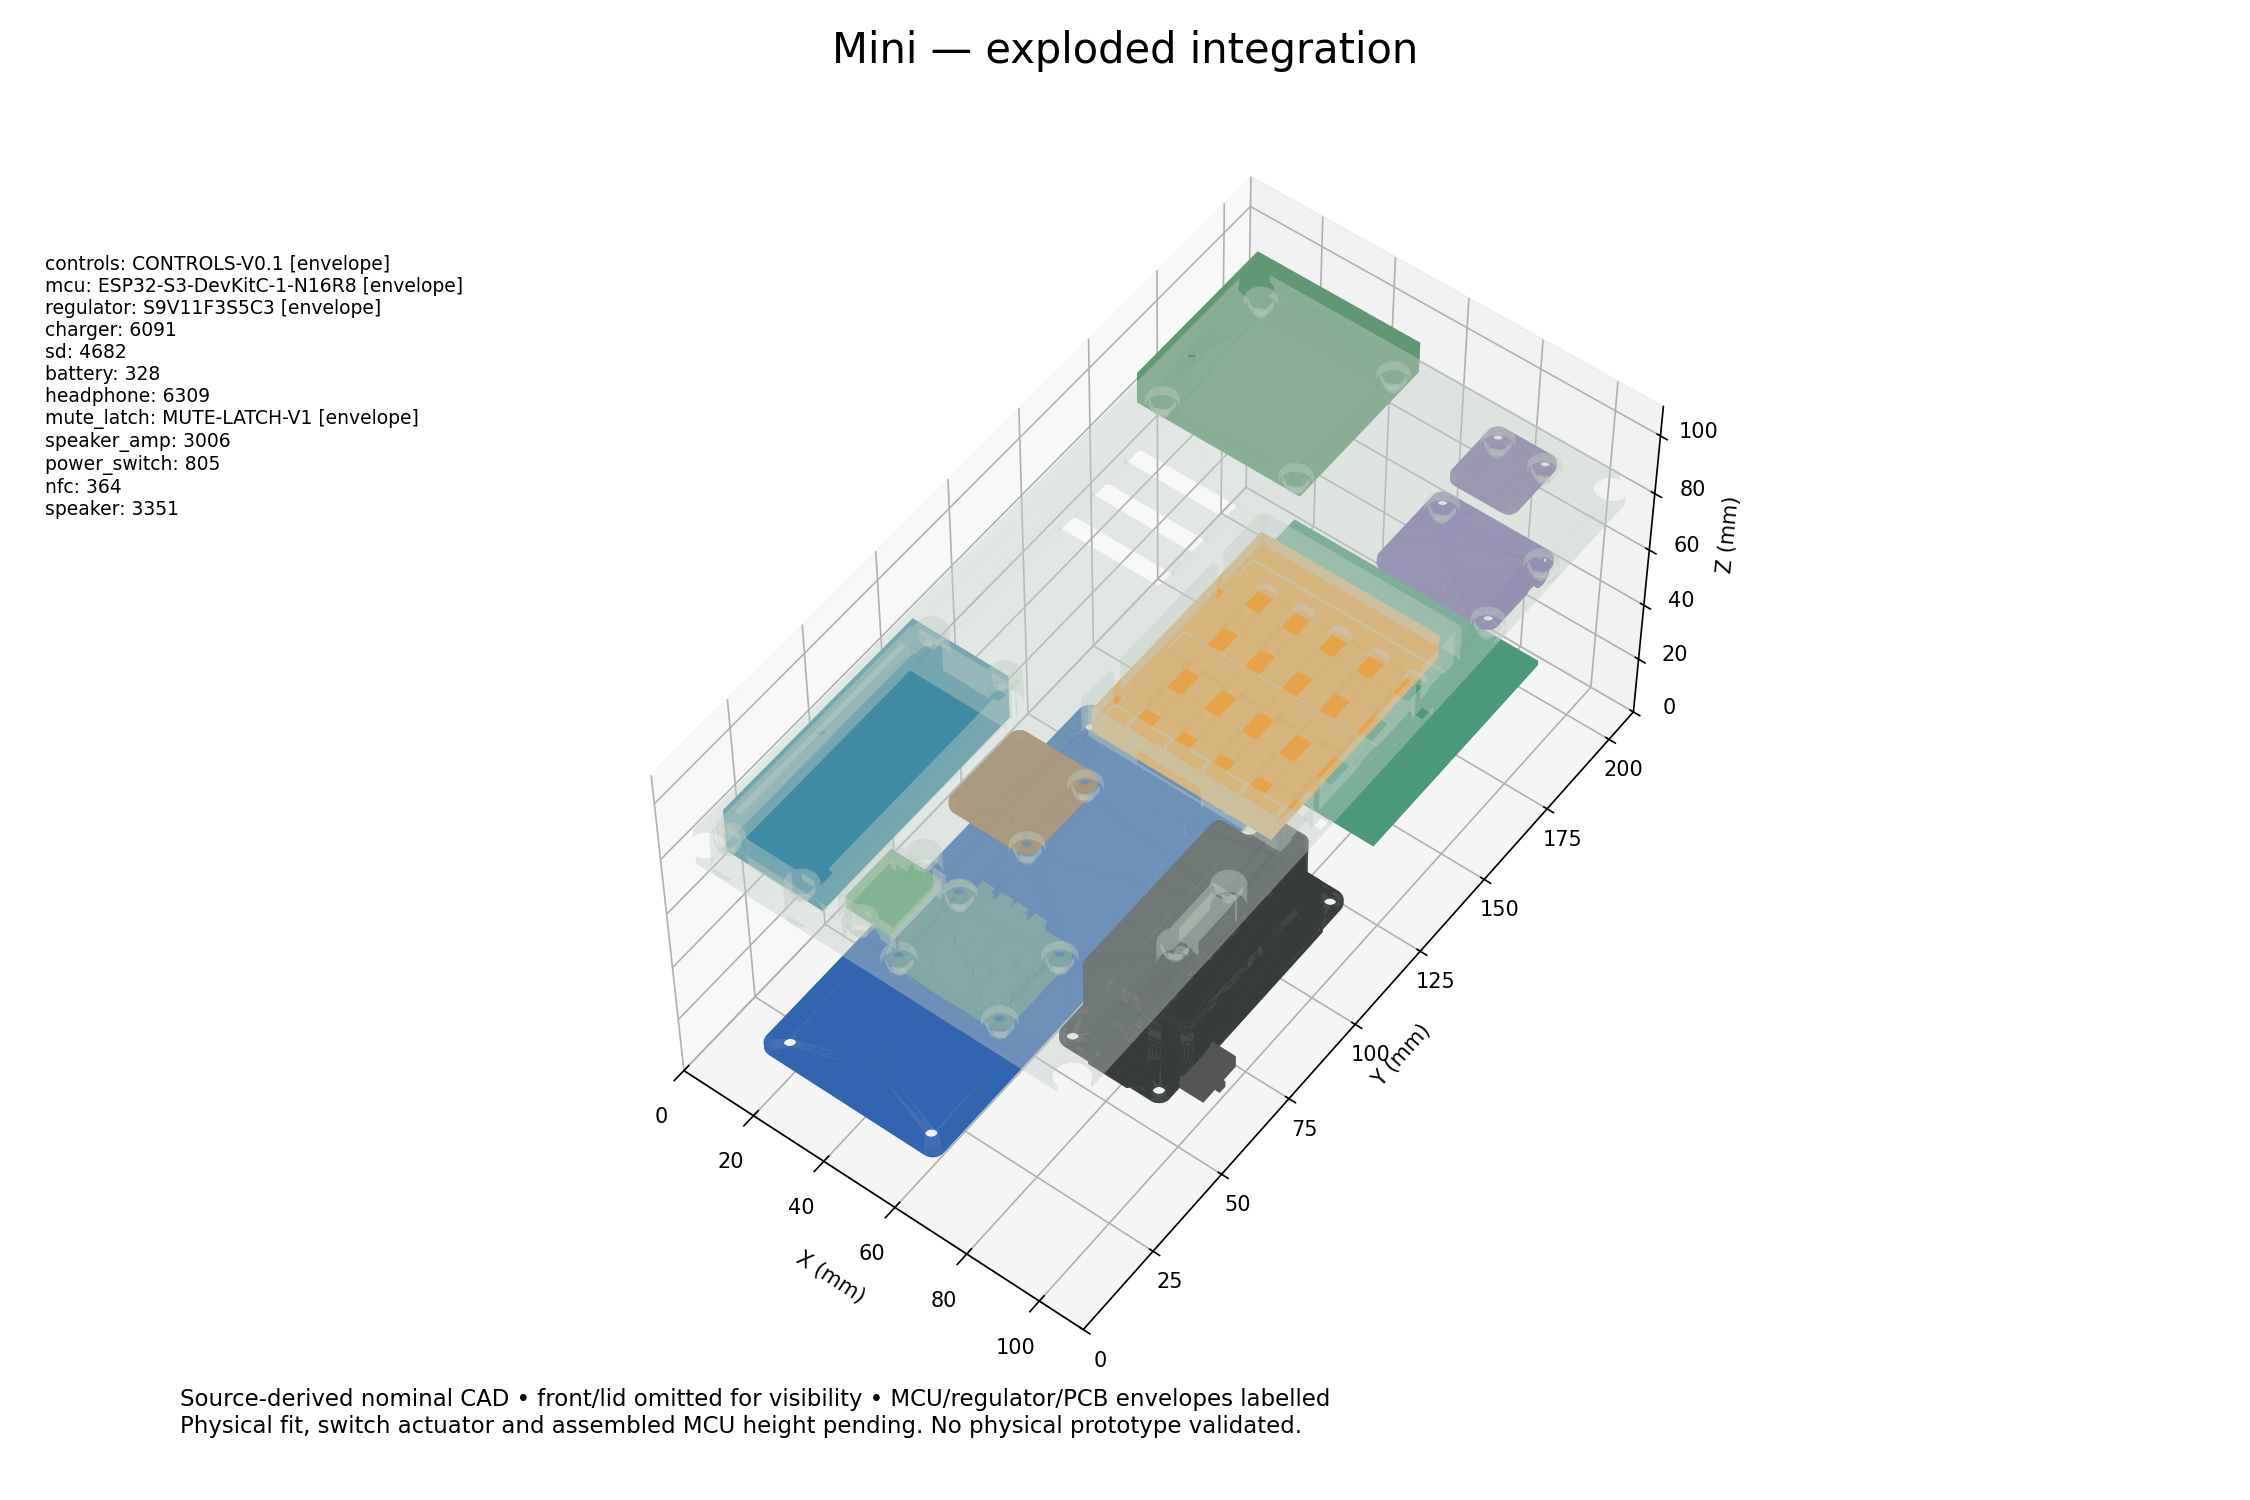 Mini — exploded integration
controls: CONTROLS-V0.1 [envelope]
mcu: ESP32-S3-DevKitC-1-N16R8 [envelope]
regulator: S9V11F3S5C3 [envelope]
charger: 6091
sd: 4682
battery: 328
headphone: 6309
mute_latch: MUTE-LATCH-V1 [envelope]
speaker_amp: 3006
power_switch: 805
nfc: 364
speaker: 3351
100
80
60
40
20
0
Z (mm)
200
175
150
125
100
75
50
25
0
Y (mm)
0
20
40
60
80
100
X (mm)
Source-derived nominal CAD • front/lid omitted for visibility • MCU/regulator/PCB envelopes labelled
Physical fit, switch actuator and assembled MCU height pending. No physical prototype validated.